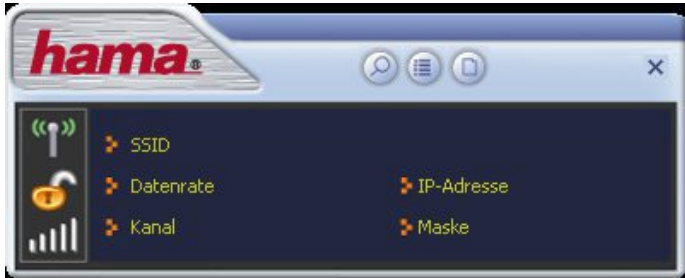 hama®
SSID
Datenrate
IP-Adresse
Kanal
Maske